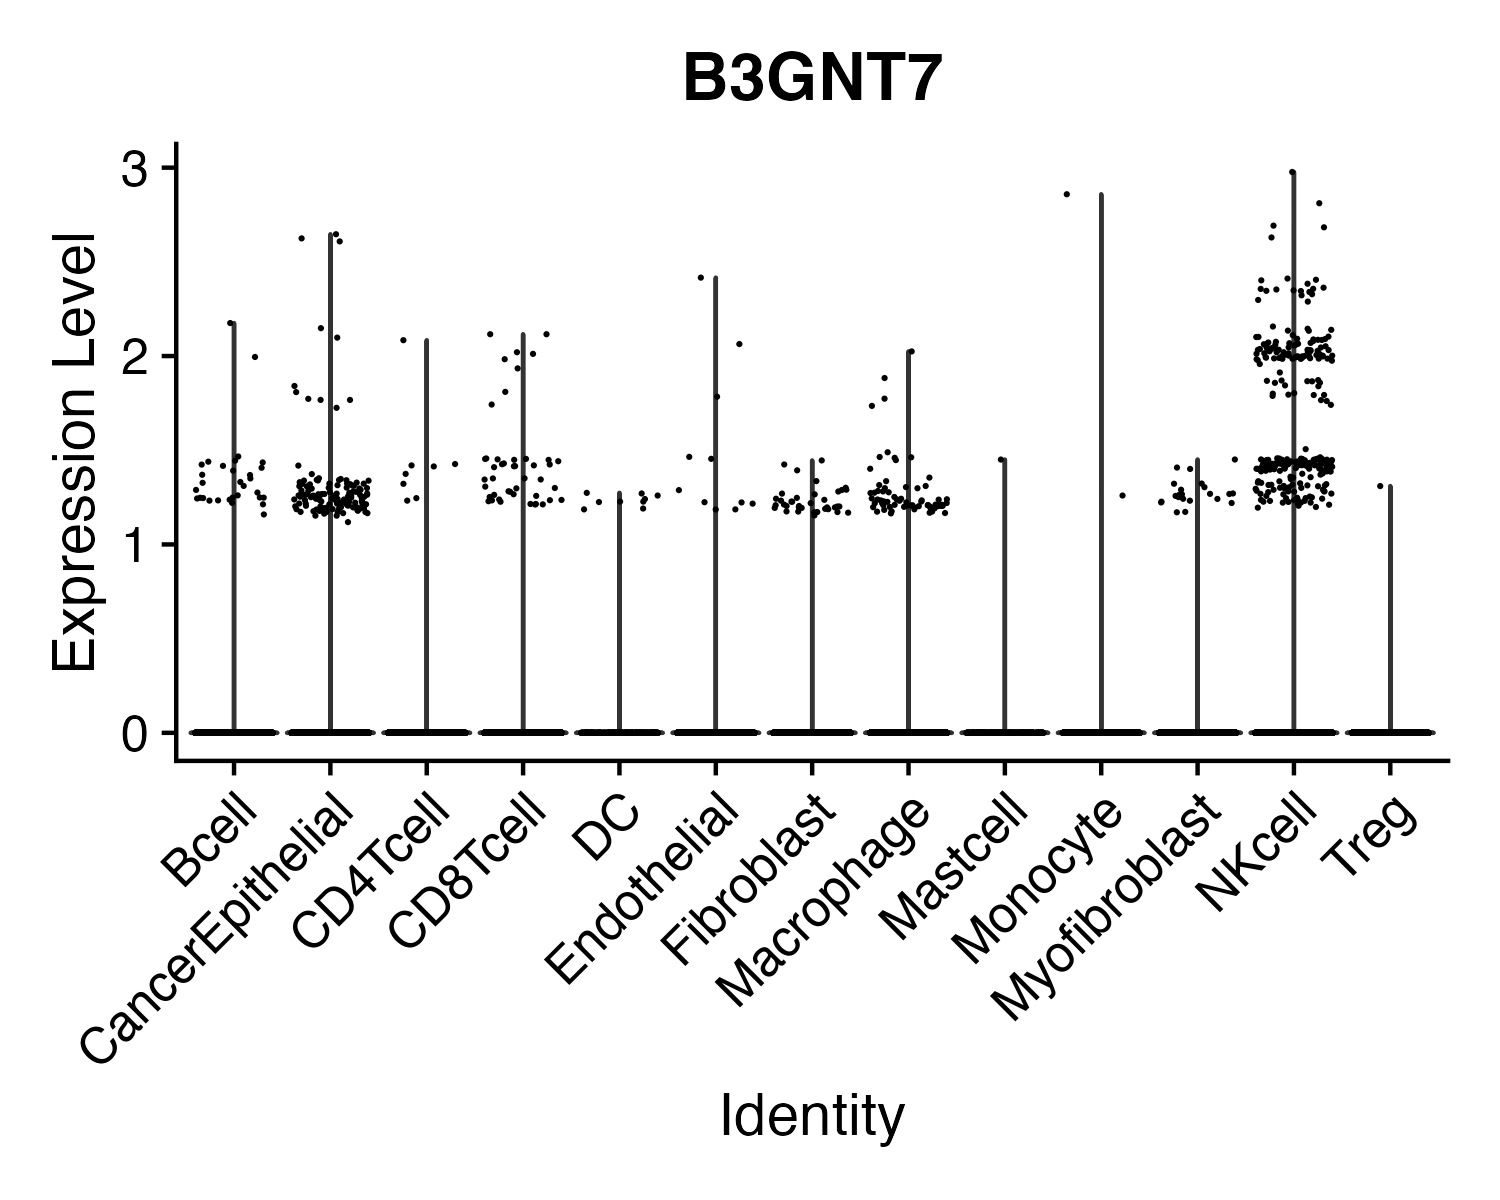 B3GNT7
Expression Level
3
2
1
0
Bcell
CancerEpithelial
CD4Tcell
CD8Tcell
DC
Endothelial
Fibroblast
Macrophage
Mastcell
Monocyte
Myofibroblast
NKcell
Treg
Identity